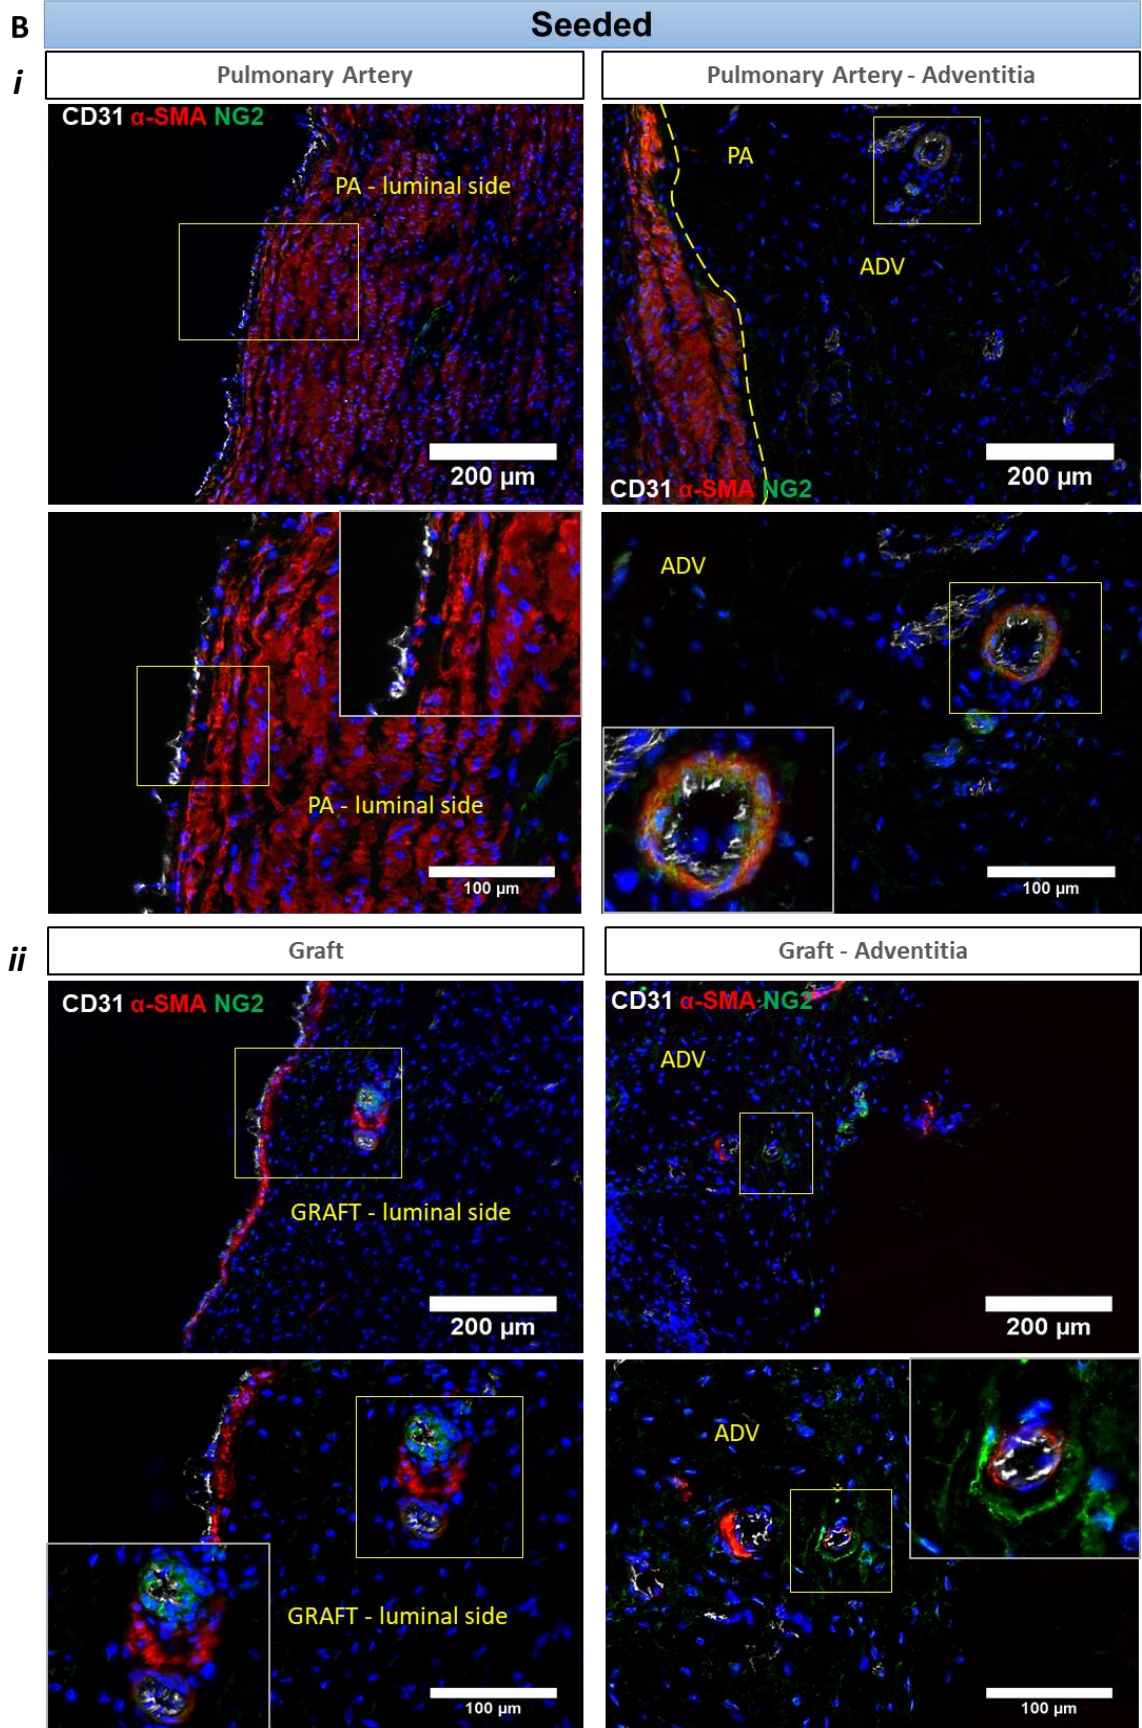 B
Seeded
i
Pulmonary Artery
Pulmonary Artery - Adventitia
CD31 α-SMA NG2
PA - luminal side
200 µm
PA
ADV
200 µm
CD31 α-SMA NG2
PA - luminal side
100 µm
ADV
100 µm
ii
Graft
Graft - Adventitia
CD31 α-SMA NG2
GRAFT - luminal side
200 µm
CD31 α-SMA NG2
ADV
200 µm
GRAFT - luminal side
100 µm
ADV
100 µm